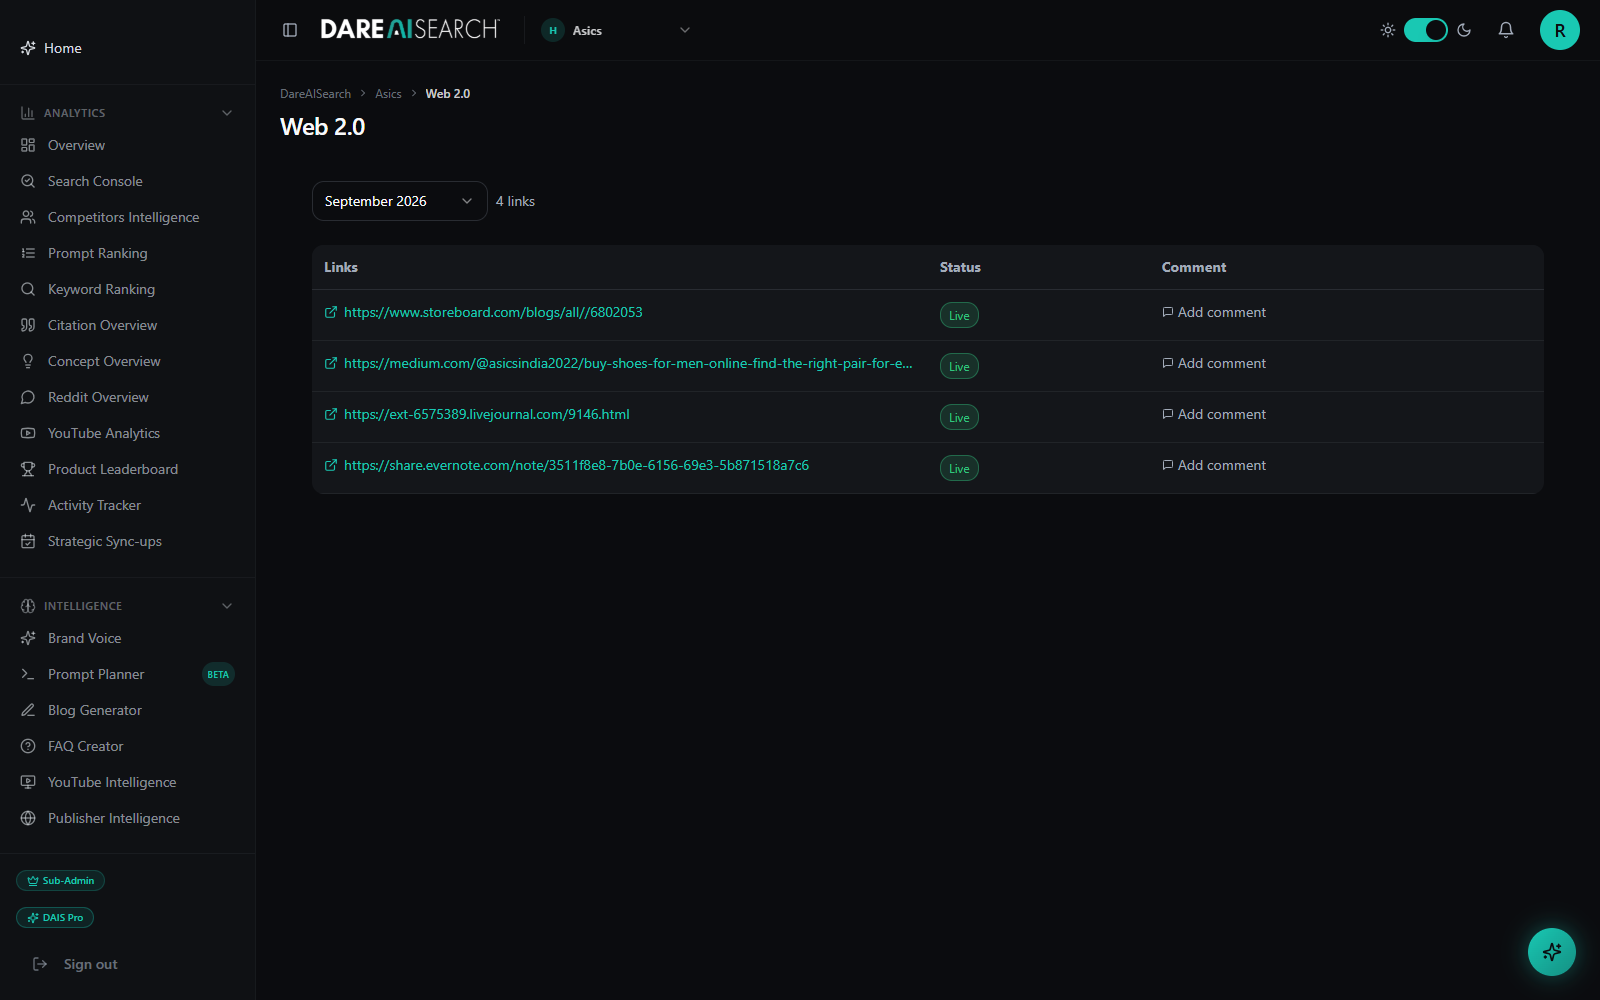 Home
ANALYTICS
Overview
Search Console
Competitors Intelligence
Prompt Ranking
Keyword Ranking
Citation Overview
Concept Overview
Reddit Overview
YouTube Analytics
Product Leaderboard
Activity Tracker
Strategic Sync-ups
INTELLIGENCE
Brand Voice
Prompt Planner BETA
Blog Generator
FAQ Creator
YouTube Intelligence
Publisher Intelligence
Sub-Admin
DAIS Pro
Sign out
DARE AI SEARCH
H Asics
R
DareAISearch > Asics > Web 2.0
Web 2.0
September 2026 4 links
Links Status Comment
https://www.storeboard.com/blogs/all//6802053 Live Add comment
https://medium.com/@asicsindia2022/buy-shoes-for-men-online-find-the-right-pair-for-e... Live Add comment
https://ext-6575389.livejournal.com/9146.html Live Add comment
https://share.evernote.com/note/3511f8e8-7b0e-6156-69e3-5b871518a7c6 Live Add comment